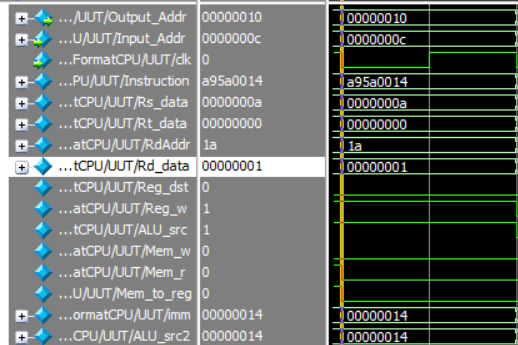 .../UUT/Output_Addr 00000010 00000010
...U/UUT/Input_Addr 0000000c 0000000c
...FormatCPU/UUT/clk 0
...PU/UUT/Instruction a95a0014 a95a0014
...tCPU/UUT/Rs_data 0000000a 0000000a
...tCPU/UUT/Rt_data 00000000 00000000
...atCPU/UUT/RdAddr 1a 1a
...tCPU/UUT/Rd_data 00000001 00000001
...tCPU/UUT/Reg_dst 0
...atCPU/UUT/Reg_w 1
...tCPU/UUT/ALU_src 1
...atCPU/UUT/Mem_w 0
...atCPU/UUT/Mem_r 0
...U/UUT/Mem_to_reg 0
...ormatCPU/UUT/imm 00000014 00000014
...CPU/UUT/ALU_src2 00000014 00000014